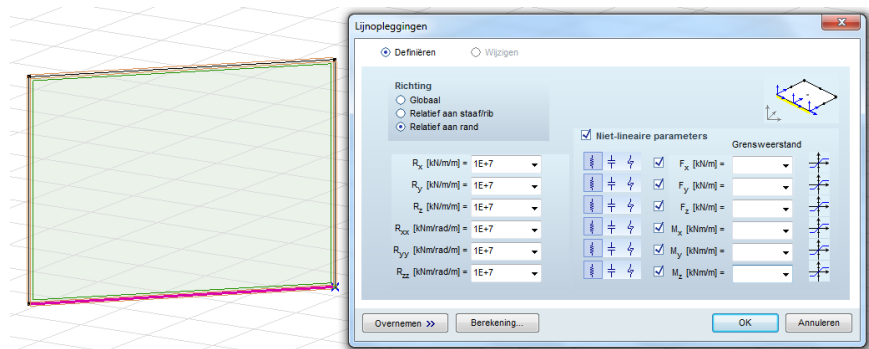 Lijnopleggingen
Definiëren Wijzigen
Richting
Globaal
Relatief aan staaf/rib
Relatief aan rand
Niet-lineaire parameters
Grensweerstand
Rx [kN/m/m] = 1E+7 Fx [kN/m] =
Ry [kN/m/m] = 1E+7 Fy [kN/m] =
Rz [kN/m/m] = 1E+7 Fz [kN/m] =
Rxx [kNm/rad/m] = 1E+7 Mx [kNm/m] =
Ryy [kNm/rad/m] = 1E+7 My [kNm/m] =
Rzz [kNm/rad/m] = 1E+7 Mz [kNm/m] =
Overnemen >> Berekening... OK Annuleren